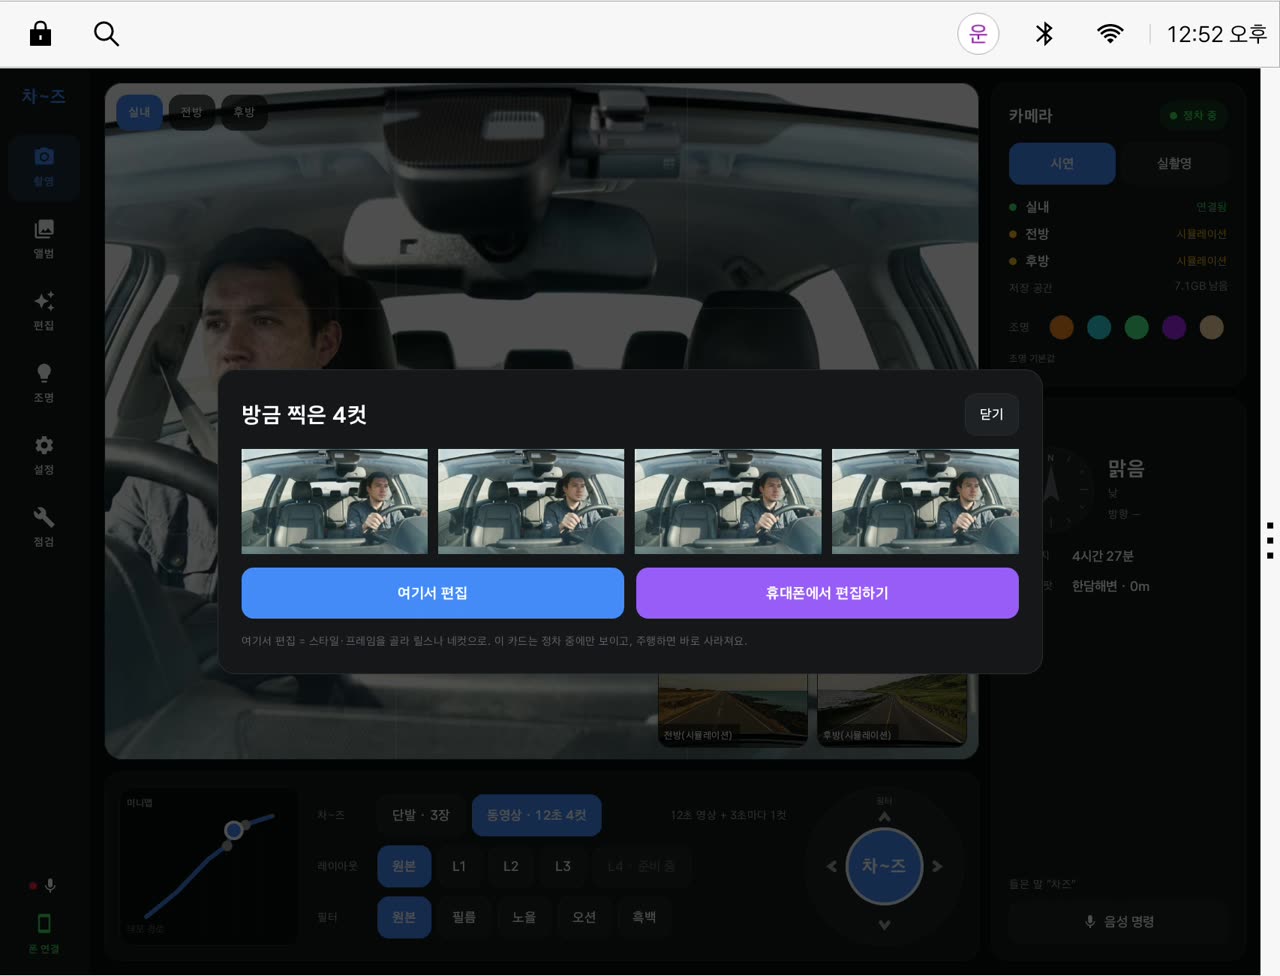 운
12:52 오후
차~즈
촬영
앨범
편집
조명
설정
점검
폰 연결
실내
전방
후방
카메라
정차 중
시연
실촬영
실내
연결됨
전방
시뮬레이션
후방
시뮬레이션
저장 공간
7.1GB 남음
조명
조명 기본값
N
맑음
낮
방향 —
4시간 27분
한담해변 · 0m
방금 찍은 4컷
닫기
여기서 편집
휴대폰에서 편집하기
여기서 편집 = 스타일·프레임을 골라 릴스나 네컷으로. 이 카드는 정차 중에만 보이고, 주행하면 바로 사라져요.
전방(시뮬레이션)
후방(시뮬레이션)
미니맵
데모 경로
차~즈
단발 · 3장
동영상 · 12초 4컷
12초 영상 + 3초마다 1컷
레이아웃
원본
L1
L2
L3
L4 · 준비 중
필터
원본
필름
노을
오션
흑백
필터
차~즈
들은 말 "차즈"
음성 명령